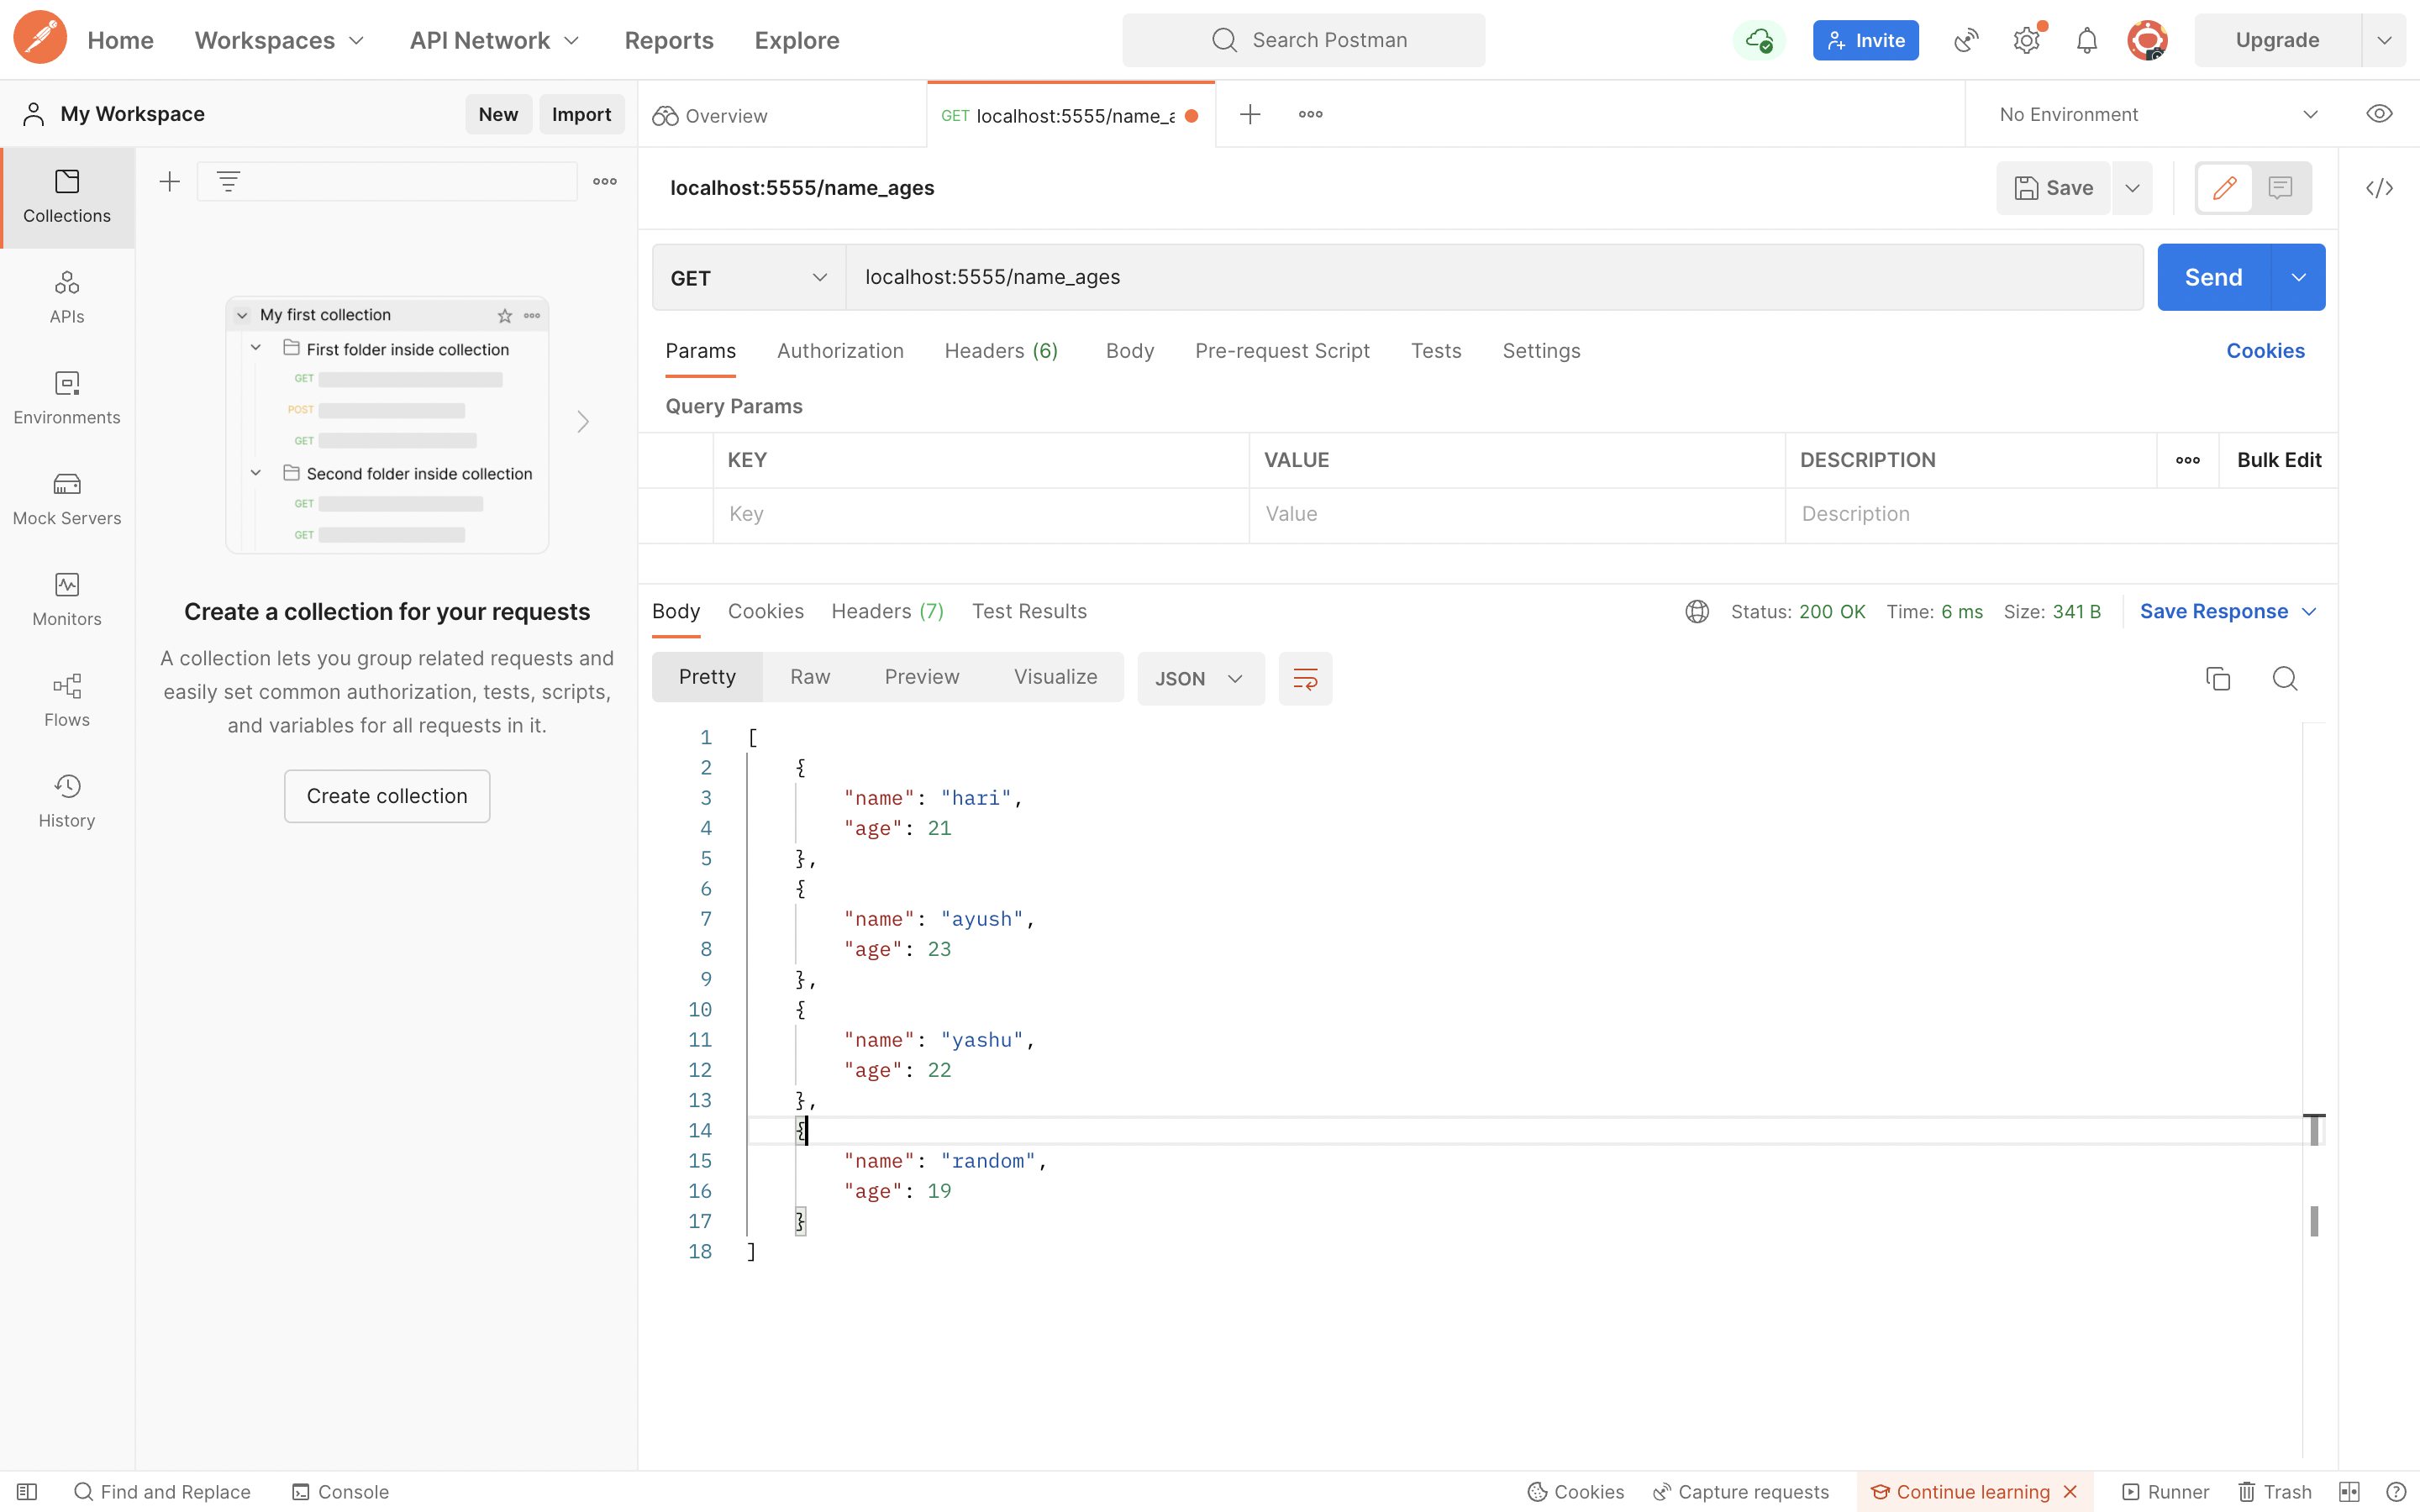 Home Workspaces API Network Reports Explore Search Postman Invite Upgrade
My Workspace New Import Overview GET localhost:5555/name_a No Environment
Collections
APIs
Environments
Mock Servers
Monitors
Flows
History
My first collection
First folder inside collection
GET
POST
GET
Second folder inside collection
GET
GET
Create a collection for your requests
A collection lets you group related requests and
easily set common authorization, tests, scripts,
and variables for all requests in it.
Create collection
localhost:5555/name_ages Save
GET localhost:5555/name_ages Send
Params Authorization Headers (6) Body Pre-request Script Tests Settings Cookies
Query Params
KEY VALUE DESCRIPTION Bulk Edit
Key Value Description
Body Cookies Headers (7) Test Results Status: 200 OK Time: 6 ms Size: 341 B Save Response
Pretty Raw Preview Visualize JSON
1 [
2 {
3 "name": "hari",
4 "age": 21
5 },
6 {
7 "name": "ayush",
8 "age": 23
9 },
10 {
11 "name": "yashu",
12 "age": 22
13 },
14 {
15 "name": "random",
16 "age": 19
17 }
18 ]
Find and Replace Console Cookies Capture requests Continue learning Runner Trash